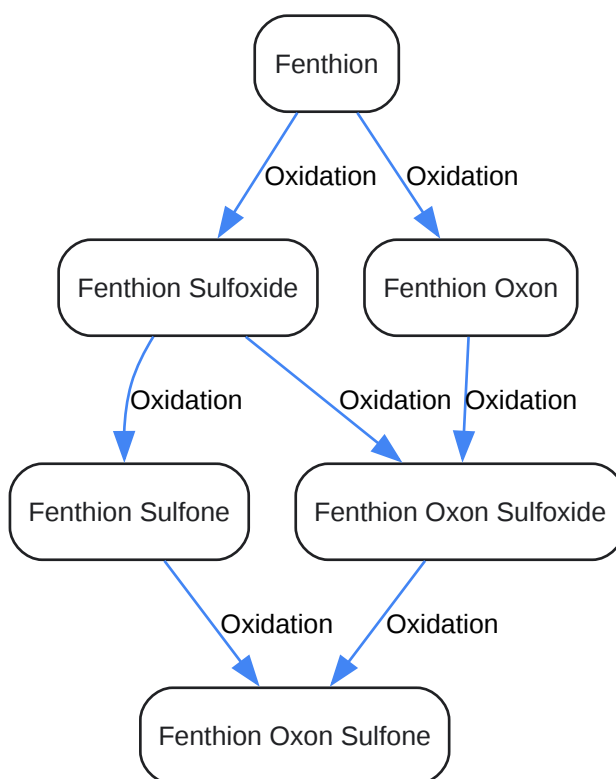 Fenthion
Oxidation
Oxidation
Fenthion Sulfoxide
Fenthion Oxon
Oxidation
Oxidation
Oxidation
Fenthion Sulfone
Fenthion Oxon Sulfoxide
Oxidation
Oxidation
Fenthion Oxon Sulfone